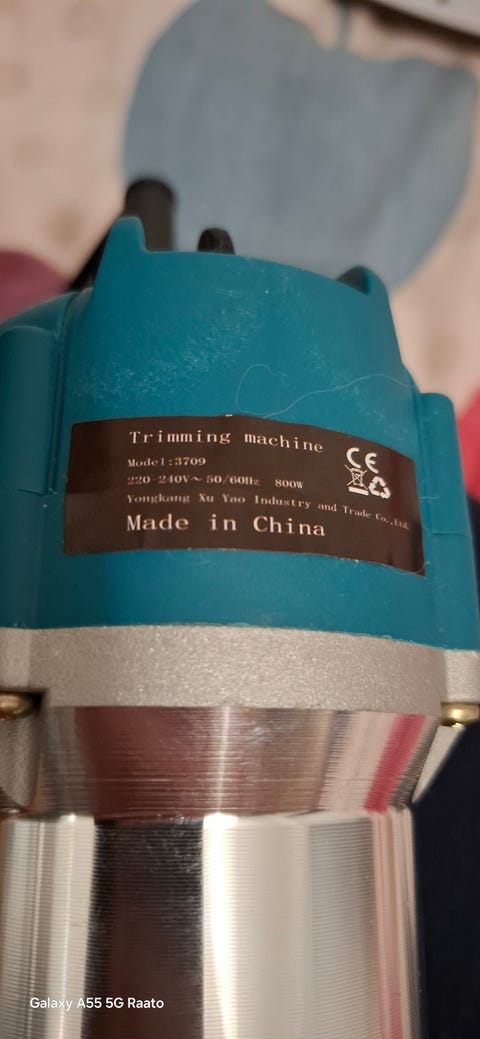 Trimming machine
Model:3709
220-240V~ 50/60Hz 800W
Yongkang Xu Yao Industry and Trade Co.,Ltd.
Made in China
CE
Galaxy A55 5G Raato